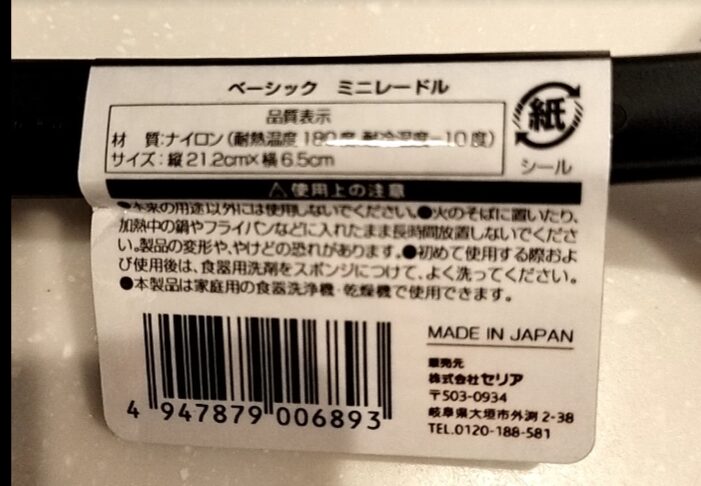 ベーシック ミニレードル
品質表示
材 質:ナイロン(耐熱温度180度 耐冷温度-10度)
サイズ:縦21.2cm×横6.5cm
紙
シール
⚠使用上の注意
●本来の用途以外には使用しないでください。●火のそばに置いたり、
加熱中の鍋やフライパンなどに入れたまま長時間放置しないでくださ
い。製品の変形や、やけどの恐れがあります。●初めて使用する際およ
び使用後は、食器用洗剤をスポンジにつけて、よく洗ってください。
●本製品は家庭用の食器洗浄機・乾燥機で使用できます。
MADE IN JAPAN
販売元
株式会社セリア
〒503-0934
岐阜県大垣市外渕2-38
TEL.0120-188-581
4 947879 006893